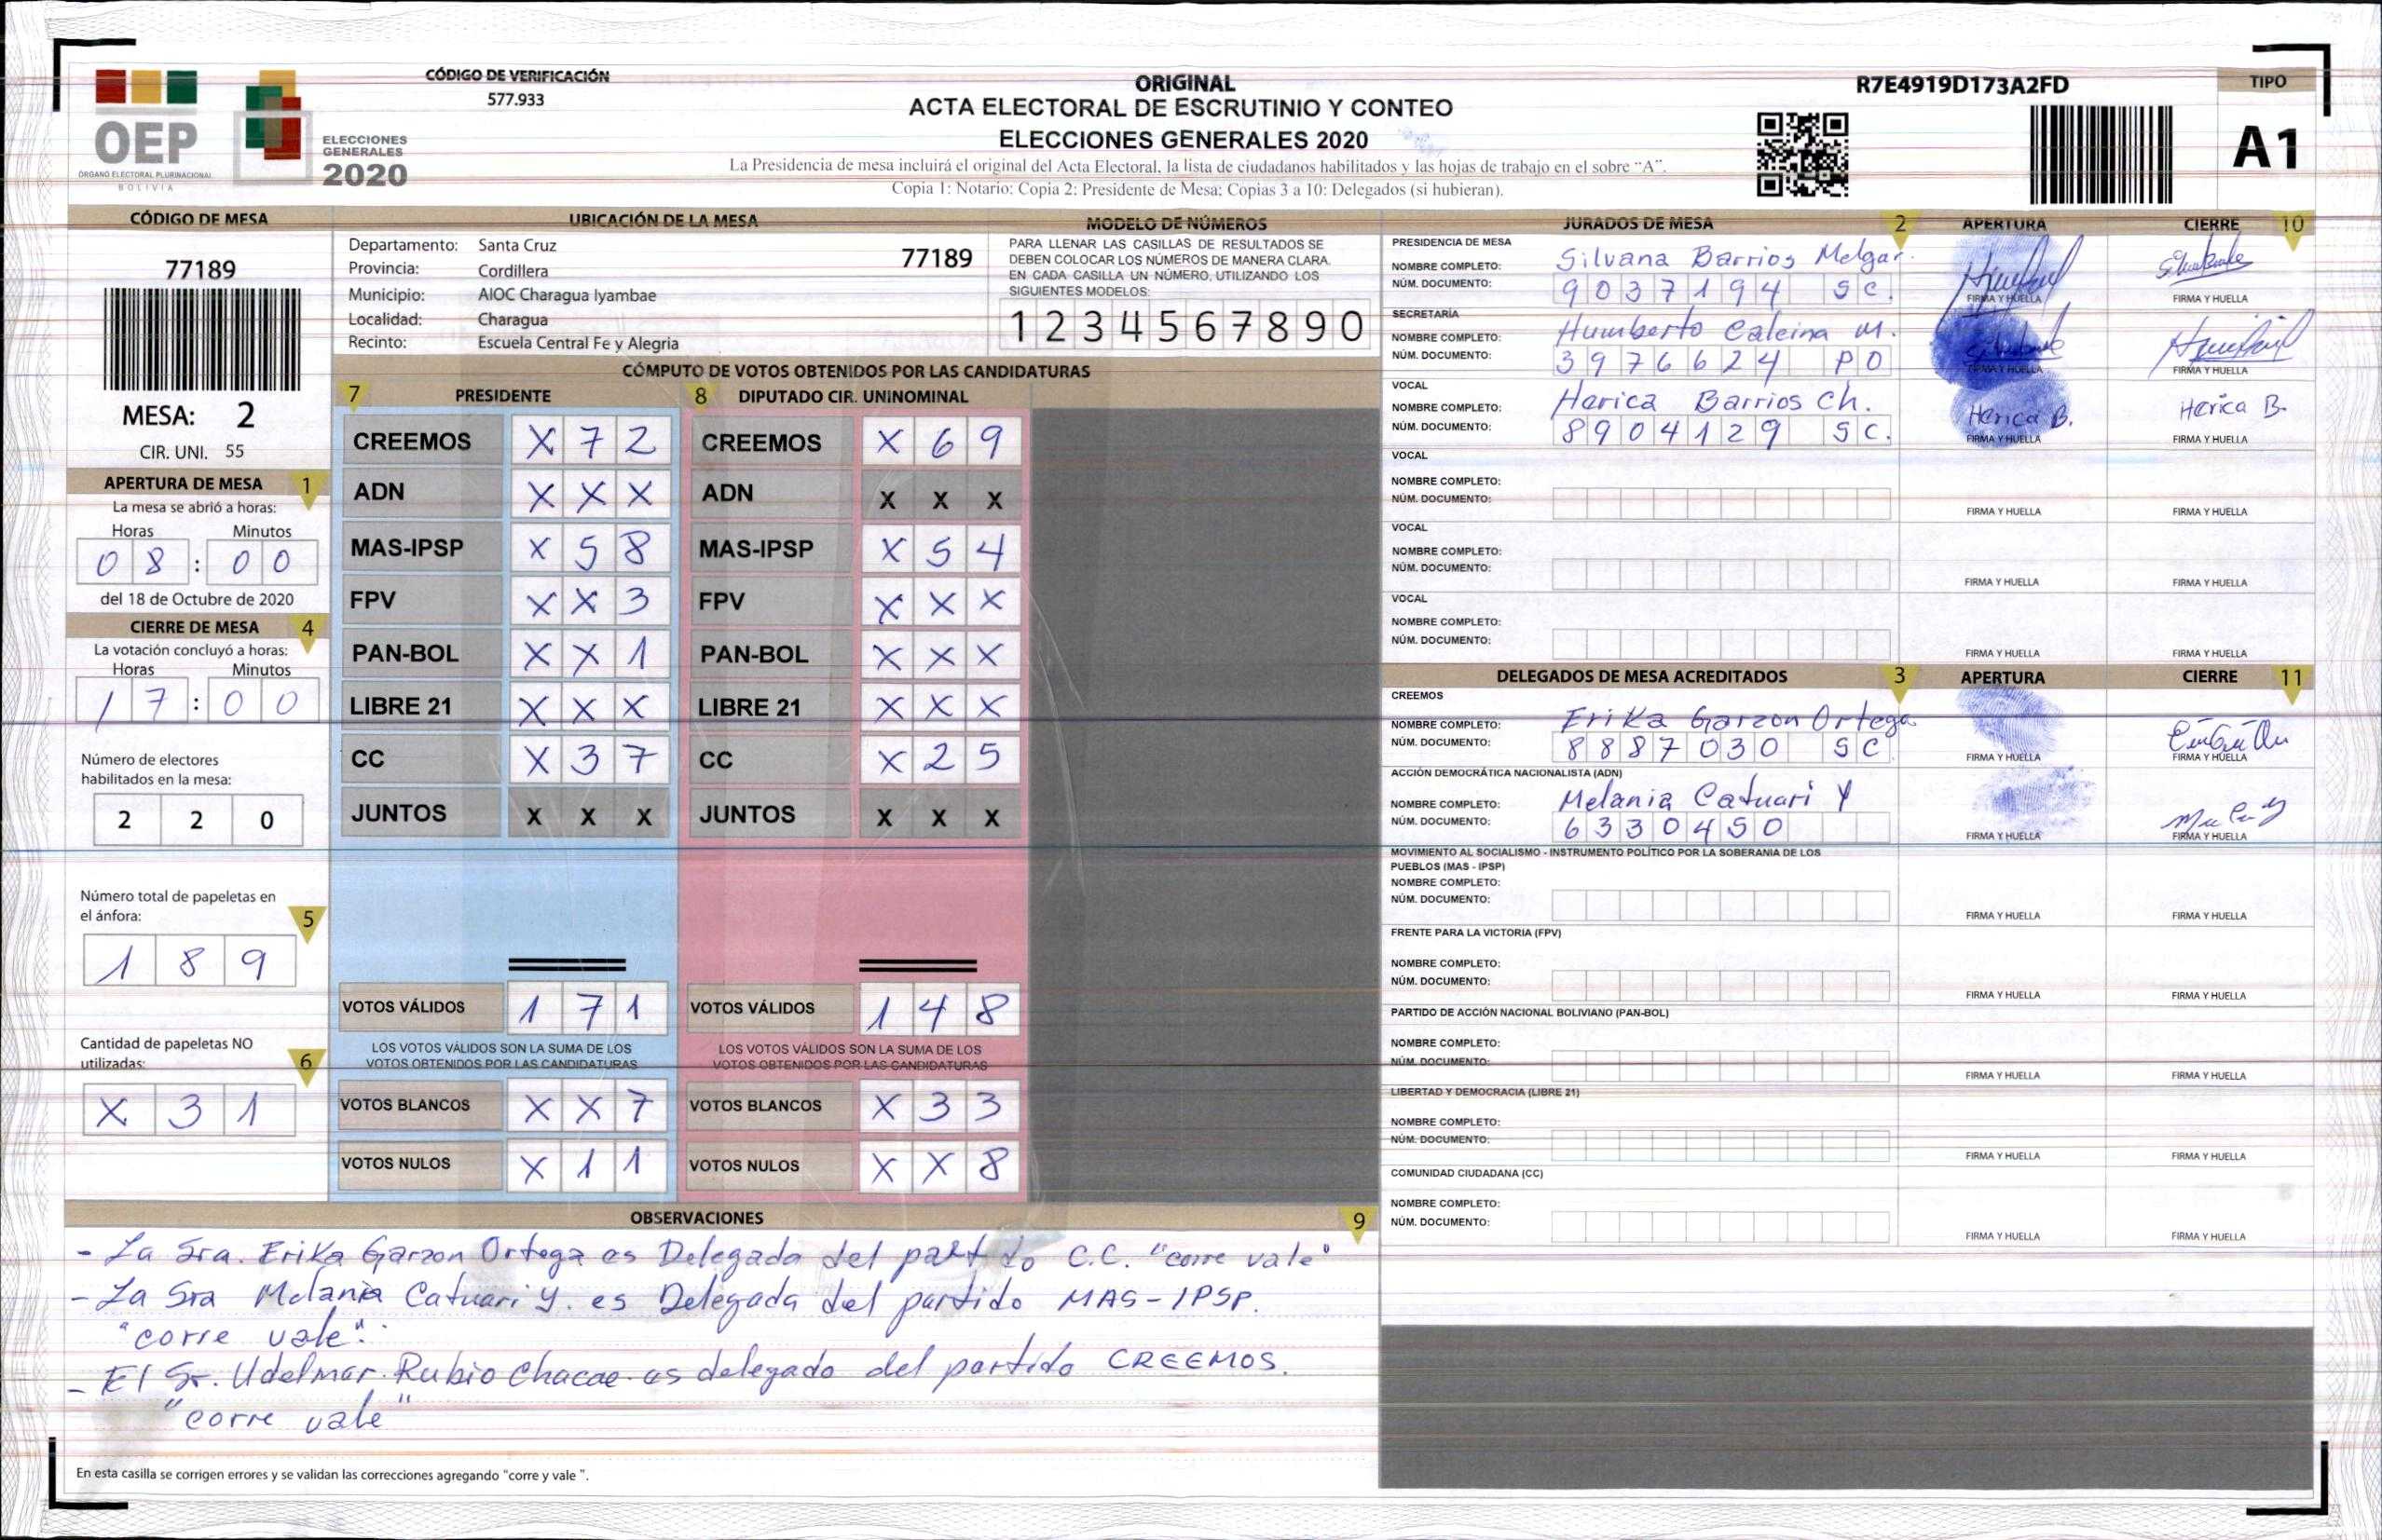 OEP
ÓRGANO ELECTORAL PLURINACIONAL
BOLIVIA
ELECCIONES
GENERALES
2020
CÓDIGO DE VERIFICACIÓN
577.933
ORIGINAL
ACTA ELECTORAL DE ESCRUTINIO Y CONTEO
ELECCIONES GENERALES 2020
La Presidencia de mesa incluirá el original del Acta Electoral, la lista de ciudadanos habilitados y las hojas de trabajo en el sobre "A".
Copia 1: Notario; Copia 2: Presidente de Mesa; Copias 3 a 10: Delegados (si hubieran).
R7E4919D173A2FD
TIPO
A1
CÓDIGO DE MESA
77189
MESA: 2
CIR. UNI. 55
APERTURA DE MESA 1
La mesa se abrió a horas:
Horas Minutos
0 8 : 0 0
del 18 de Octubre de 2020
CIERRE DE MESA 4
La votación concluyó a horas:
Horas Minutos
1 7 : 0 0
Número de electores
habilitados en la mesa:
2 2 0
Número total de papeletas en
el ánfora: 5
1 8 9
Cantidad de papeletas NO
utilizadas: 6
X 3 1
UBICACIÓN DE LA MESA
Departamento: Santa Cruz 77189
Provincia: Cordillera
Municipio: AIOC Charagua Iyambae
Localidad: Charagua
Recinto: Escuela Central Fe y Alegria
MODELO DE NÚMEROS
PARA LLENAR LAS CASILLAS DE RESULTADOS SE
DEBEN COLOCAR LOS NÚMEROS DE MANERA CLARA.
EN CADA CASILLA UN NÚMERO, UTILIZANDO LOS
SIGUIENTES MODELOS:
1 2 3 4 5 6 7 8 9 0
CÓMPUTO DE VOTOS OBTENIDOS POR LAS CANDIDATURAS
7 PRESIDENTE 8 DIPUTADO CIR. UNINOMINAL
CREEMOS X 7 2 CREEMOS X 6 9
ADN X X X ADN X X X
MAS-IPSP X 5 8 MAS-IPSP X 5 4
FPV X X 3 FPV X X X
PAN-BOL X X 1 PAN-BOL X X X
LIBRE 21 X X X LIBRE 21 X X X
CC X 3 7 CC X 2 5
JUNTOS X X X JUNTOS X X X
VOTOS VÁLIDOS 1 7 1 VOTOS VÁLIDOS 1 4 8
LOS VOTOS VÁLIDOS SON LA SUMA DE LOS LOS VOTOS VÁLIDOS SON LA SUMA DE LOS
VOTOS OBTENIDOS POR LAS CANDIDATURAS VOTOS OBTENIDOS POR LAS CANDIDATURAS
VOTOS BLANCOS X X 7 VOTOS BLANCOS X 3 3
VOTOS NULOS X 1 1 VOTOS NULOS X X 8
OBSERVACIONES 9
- La Sra. Erika Garzon Ortega es Delegado del partido C.C. "corre vale"
- La Sra Melania Catuari Y. es Delegada del partido MAS-IPSP.
"corre vale".
- El Sr. Udelmar Rubio Chacae es delegado del partido CREEMOS.
"corre vale"
En esta casilla se corrigen errores y se validan las correcciones agregando "corre y vale ".
JURADOS DE MESA 2 APERTURA CIERRE 10
PRESIDENCIA DE MESA
NOMBRE COMPLETO: Silvana Barrios Melgar.
NÚM. DOCUMENTO: 9037194 SC.
FIRMA Y HUELLA FIRMA Y HUELLA
SECRETARÍA
NOMBRE COMPLETO: Humberto Caleina M.
NÚM. DOCUMENTO: 3976624 PO
FIRMA Y HUELLA FIRMA Y HUELLA
VOCAL
NOMBRE COMPLETO: Herica Barrios Ch. Herica B. Herica B.
NÚM. DOCUMENTO: 8904129 SC.
FIRMA Y HUELLA FIRMA Y HUELLA
VOCAL
NOMBRE COMPLETO:
NÚM. DOCUMENTO:
FIRMA Y HUELLA FIRMA Y HUELLA
VOCAL
NOMBRE COMPLETO:
NÚM. DOCUMENTO:
FIRMA Y HUELLA FIRMA Y HUELLA
VOCAL
NOMBRE COMPLETO:
NÚM. DOCUMENTO:
FIRMA Y HUELLA FIRMA Y HUELLA
DELEGADOS DE MESA ACREDITADOS 3 APERTURA CIERRE 11
CREEMOS
NOMBRE COMPLETO: Erika Garzon Ortega
NÚM. DOCUMENTO: 8887030 SC
FIRMA Y HUELLA FIRMA Y HUELLA
ACCIÓN DEMOCRÁTICA NACIONALISTA (ADN)
NOMBRE COMPLETO: Melania Catuari Y
NÚM. DOCUMENTO: 6330450
FIRMA Y HUELLA FIRMA Y HUELLA
MOVIMIENTO AL SOCIALISMO - INSTRUMENTO POLÍTICO POR LA SOBERANIA DE LOS
PUEBLOS (MAS - IPSP)
NOMBRE COMPLETO:
NÚM. DOCUMENTO:
FIRMA Y HUELLA FIRMA Y HUELLA
FRENTE PARA LA VICTORIA (FPV)
NOMBRE COMPLETO:
NÚM. DOCUMENTO:
FIRMA Y HUELLA FIRMA Y HUELLA
PARTIDO DE ACCIÓN NACIONAL BOLIVIANO (PAN-BOL)
NOMBRE COMPLETO:
NÚM. DOCUMENTO:
FIRMA Y HUELLA FIRMA Y HUELLA
LIBERTAD Y DEMOCRACIA (LIBRE 21)
NOMBRE COMPLETO:
NÚM. DOCUMENTO:
FIRMA Y HUELLA FIRMA Y HUELLA
COMUNIDAD CIUDADANA (CC)
NOMBRE COMPLETO:
NÚM. DOCUMENTO:
FIRMA Y HUELLA FIRMA Y HUELLA